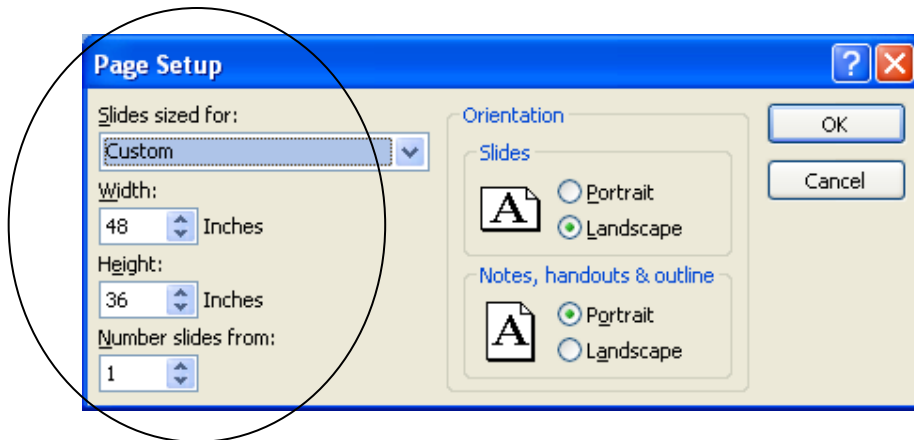 Page Setup
Slides sized for:
Custom
Width:
48 Inches
Height:
36 Inches
Number slides from:
1
Orientation
Slides
A
Portrait
Landscape
Notes, handouts & outline
A
Portrait
Landscape
?
OK
Cancel